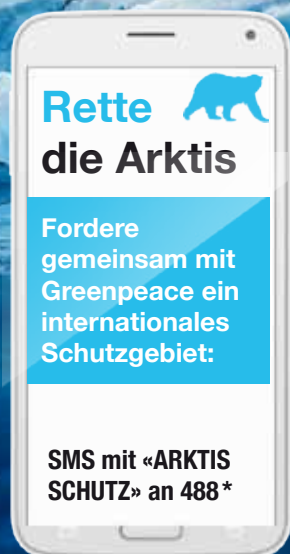 Rette
die Arktis
Fordere
gemeinsam mit
Greenpeace ein
internationales
Schutzgebiet:
SMS mit «ARKTIS
SCHUTZ» an 488*